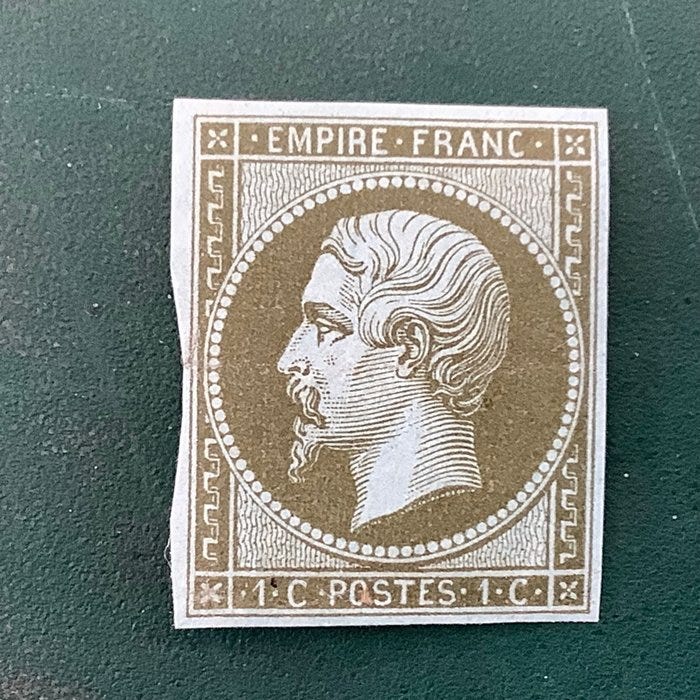 · EMPIRE · FRANC ·
· 1 · C · POSTES · 1 · C ·